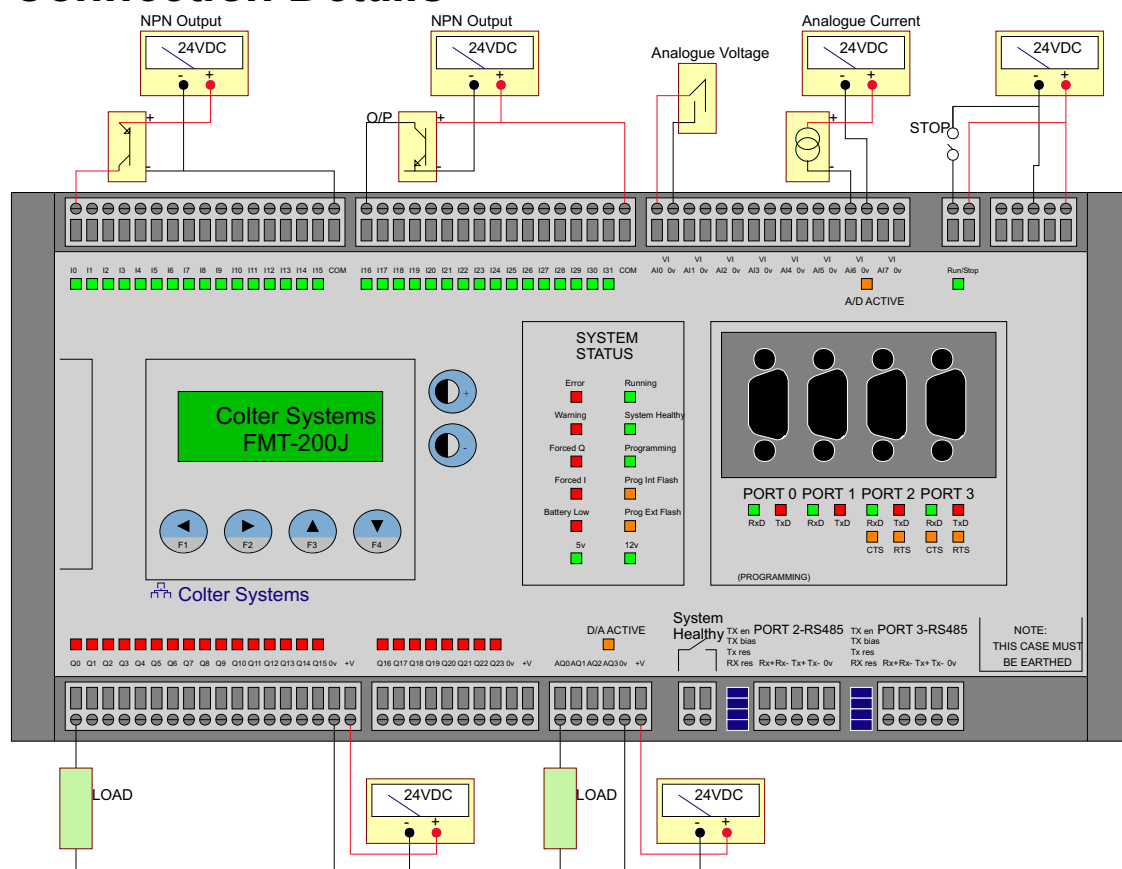 NPN Output
NPN Output
Analogue Current
Analogue Voltage
24VDC
24VDC
24VDC
24VDC
- +
- +
- +
- +
+
-
O/P
+
-
+
-
STOP
I0 I1 I2 I3 I4 I5 I6 I7 I8 I9 I10 I11 I12 I13 I14 I15 COM
I16 I17 I18 I19 I20 I21 I22 I23 I24 I25 I26 I27 I28 I29 I30 I31 COM
VI VI VI VI VI VI VI VI
AI0 0v AI1 0v AI2 0v AI3 0v AI4 0v AI5 0v Ai6 0v AI7 0v
Run/Stop
A/D ACTIVE
SYSTEM
STATUS
Error Running
Warning System Healthy
Forced Q Programming
Forced I Prog Int Flash
Battery Low Prog Ext Flash
5v 12v
Colter Systems
FMT-200J
+
-
F1 F2 F3 F4
Colter Systems
PORT 0 PORT 1 PORT 2 PORT 3
RxD TxD RxD TxD RxD TxD RxD TxD
CTS RTS CTS RTS
(PROGRAMMING)
D/A ACTIVE
System
Healthy
TX en PORT 2-RS485
TX bias
Tx res
RX res Rx+ Rx- Tx+ Tx- 0v
TX en PORT 3-RS485
TX bias
Tx res
RX res Rx+ Rx- Tx+ Tx- 0v
NOTE:
THIS CASE MUST
BE EARTHED
Q0 Q1 Q2 Q3 Q4 Q5 Q6 Q7 Q8 Q9 Q10 Q11 Q12 Q13 Q14 Q15 0v +V
Q16 Q17 Q18 Q19 Q20 Q21 Q22 Q23 0v +V
AQ0 AQ1 AQ2 AQ3 0v +V
LOAD
24VDC
- +
LOAD
24VDC
- +